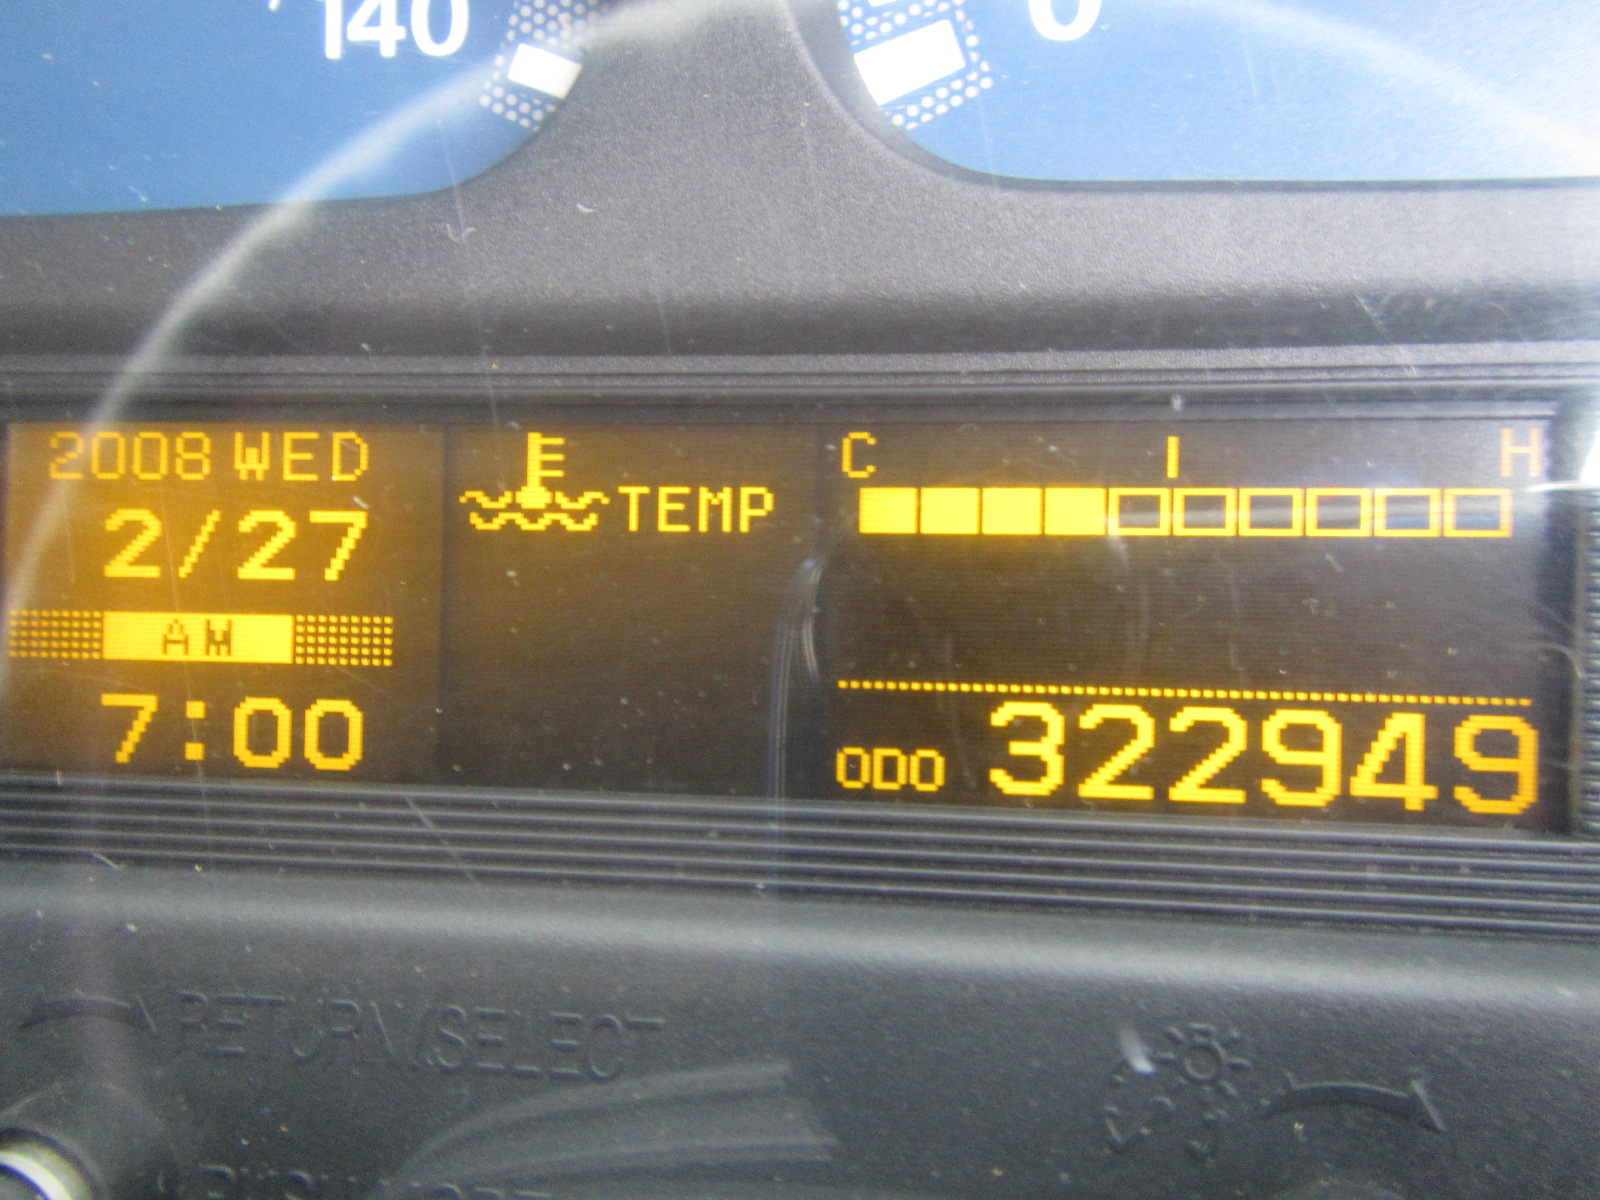 140
0
2008 WED
2/27
AM
7:00
TEMP
C H
ODO 322949
RETURN/SELECT